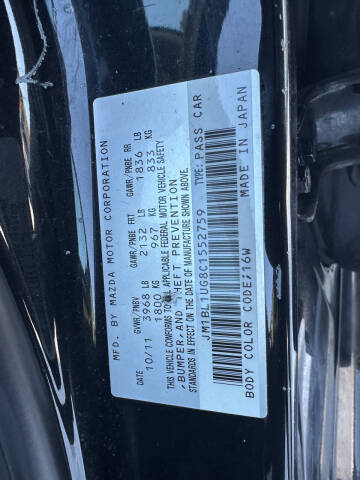 MFD. BY MAZDA MOTOR CORPORATION
DATE GVWR/PNBV GAWR/PNBE FRT GAWR/PNBE RR
10/11 3968 LB 2132 LB 1836 LB
1800 KG 967 KG 833 KG
THIS VEHICLE CONFORMS TO ALL APPLICABLE FEDERAL MOTOR VEHICLE SAFETY
,BUMPER,AND THEFT PREVENTION
STANDARDS IN EFFECT ON THE DATE OF MANUFACTURE SHOWN ABOVE.
JM1BL1UG8C1552759 TYPE: PASS CAR
BODY COLOR CODE;16W MADE IN JAPAN